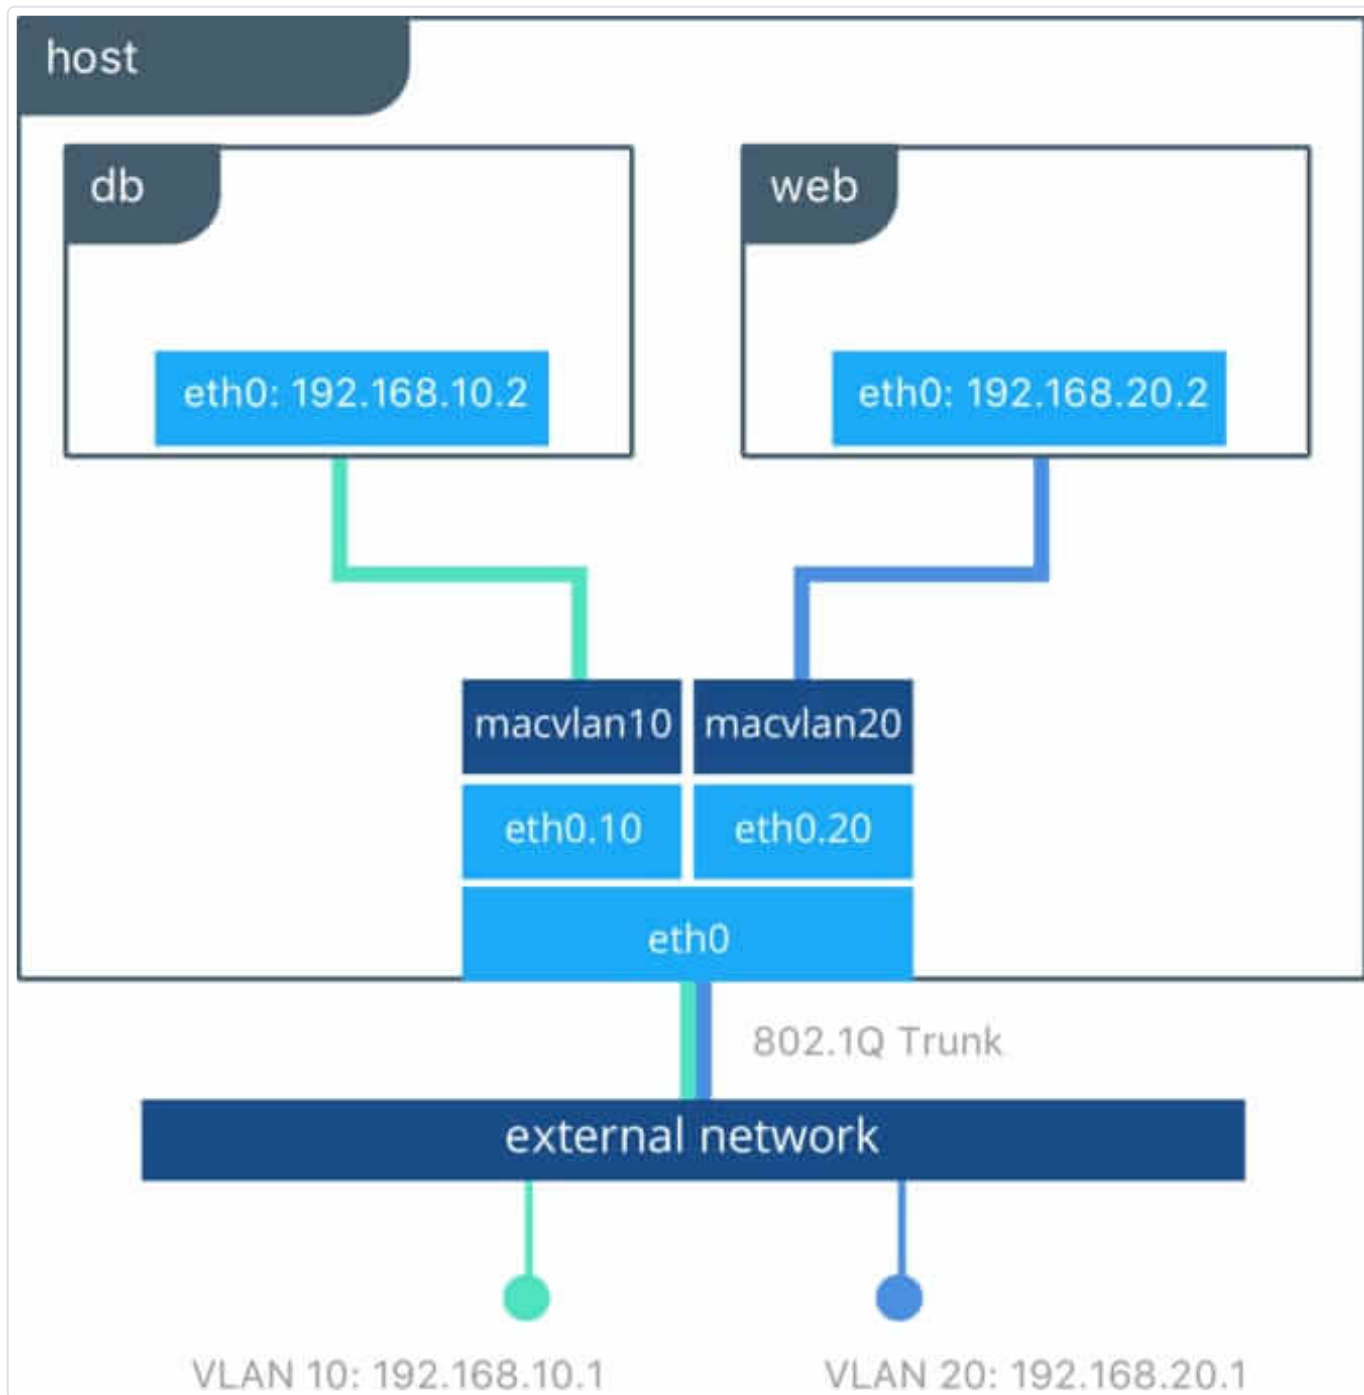 host
db
web
eth0: 192.168.10.2
eth0: 192.168.20.2
macvlan10
macvlan20
eth0.10
eth0.20
eth0
802.1Q Trunk
external network
VLAN 10: 192.168.10.1
VLAN 20: 192.168.20.1